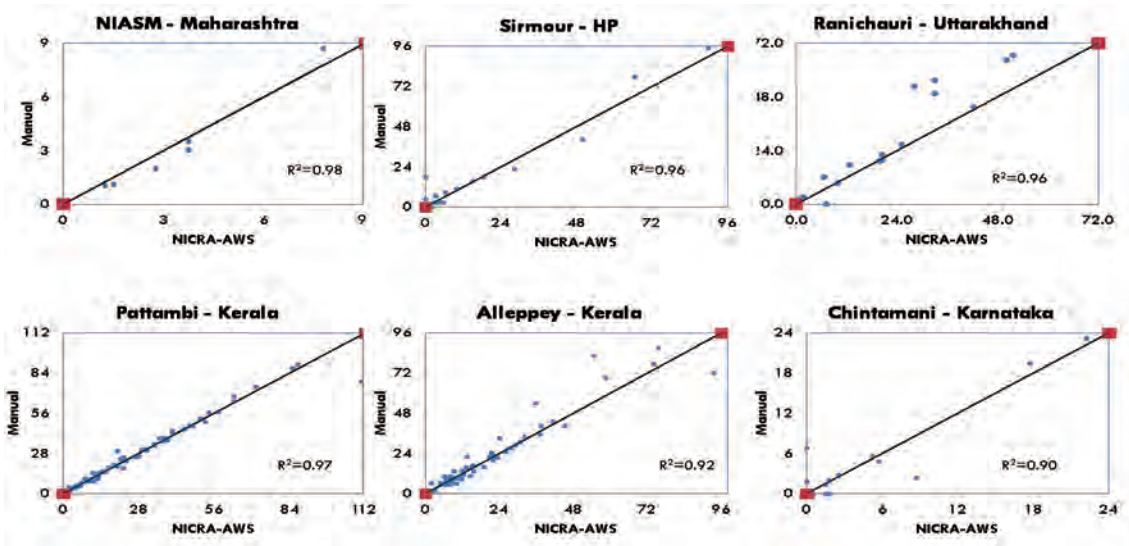 NIASM - Maharashtra
9
6
3
0
Manual
R²=0.98
0 3 6 9
NICRA-AWS
Sirmour - HP
96
72
48
24
0
Manual
R²=0.96
0 24 48 72 96
NICRA-AWS
Ranichauri - Uttarakhand
72.0
18.0
14.0
0.0
Manual
R²=0.96
0.0 24.0 48.0 72.0
NICRA-AWS
Pattambi - Kerala
112
84
56
28
0
Manual
R²=0.97
0 28 56 84 112
NICRA-AWS
Alleppey - Kerala
96
72
48
24
0
Manual
R²=0.92
0 24 48 72 96
NICRA-AWS
Chintamani - Karnataka
24
18
12
6
0
Manual
R²=0.90
0 6 12 18 24
NICRA-AWS